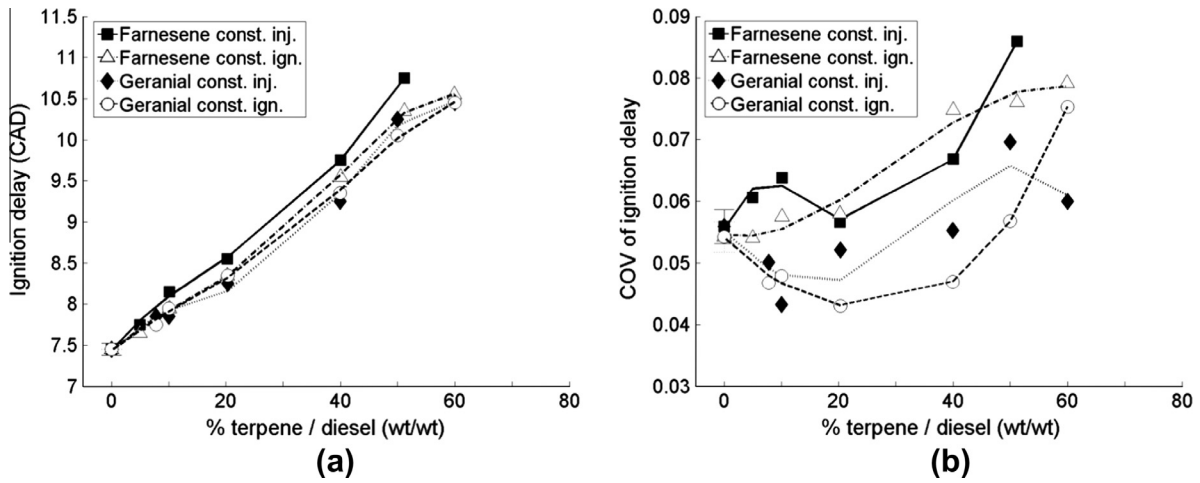 11.5
11
10.5
10
9.5
9
8.5
8
7.5
7
Ignition delay (CAD)
Farnesene const. inj.
Farnesene const. ign.
Geranial const. inj.
Geranial const. ign.
0
20
40
60
80
% terpene / diesel (wt/wt)
(a)
0.09
0.08
0.07
0.06
0.05
0.04
0.03
COV of ignition delay
Farnesene const. inj.
Farnesene const. ign.
Geranial const. inj.
Geranial const. ign.
0
20
40
60
80
% terpene / diesel (wt/wt)
(b)